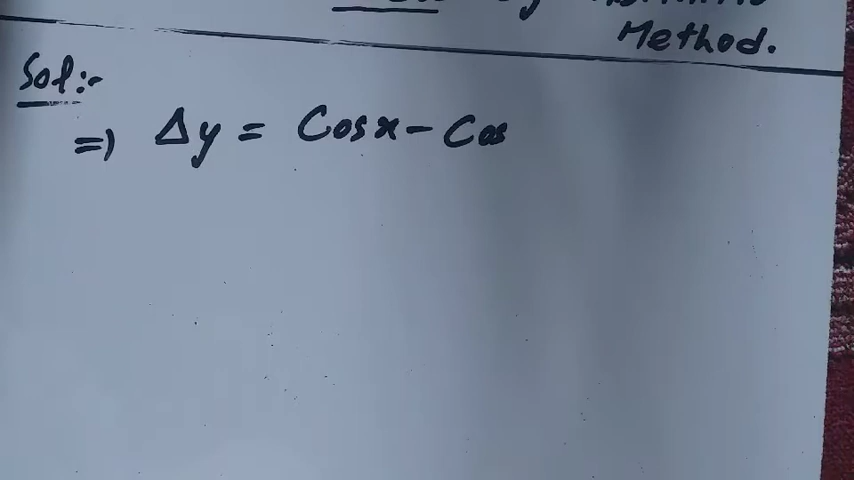 Method.
Sol:-
=) Δy = Cosx - Cos